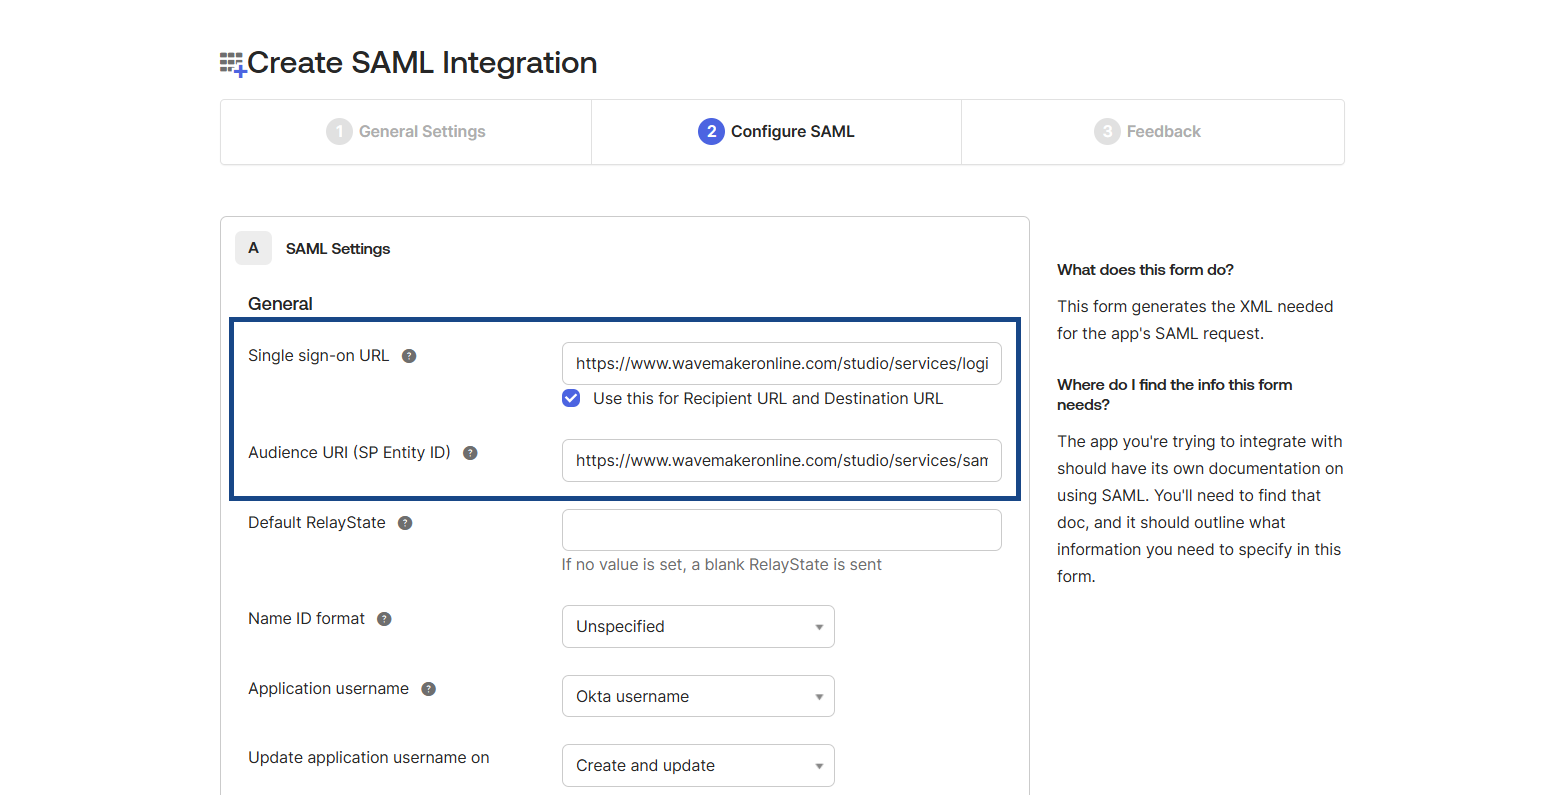 Create SAML Integration
1 General Settings
2 Configure SAML
3 Feedback
A SAML Settings
General
Single sign-on URL ?
https://www.wavemakeronline.com/studio/services/logi
Use this for Recipient URL and Destination URL
Audience URI (SP Entity ID) ?
https://www.wavemakeronline.com/studio/services/sam
Default RelayState ?
If no value is set, a blank RelayState is sent
Name ID format ?
Unspecified
Application username ?
Okta username
Update application username on
Create and update
What does this form do?
This form generates the XML needed
for the app's SAML request.
Where do I find the info this form
needs?
The app you're trying to integrate with
should have its own documentation on
using SAML. You'll need to find that
doc, and it should outline what
information you need to specify in this
form.